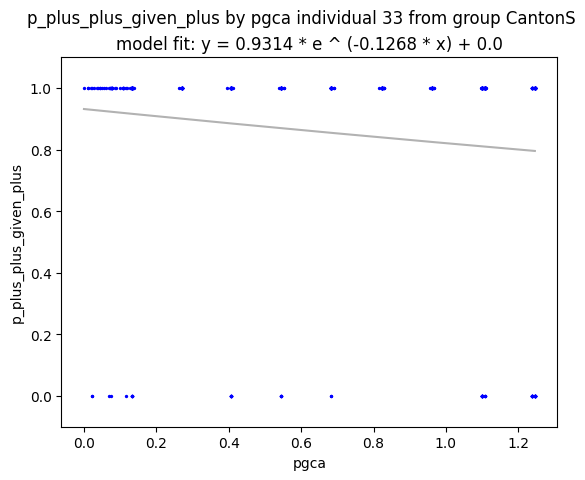 p_plus_plus_given_plus by pgca individual 33 from group CantonS
model fit: y = 0.9314 * e ^ (-0.1268 * x) + 0.0
1.0
0.8
0.6
0.4
0.2
0.0
p_plus_plus_given_plus
0.0 0.2 0.4 0.6 0.8 1.0 1.2
pgca